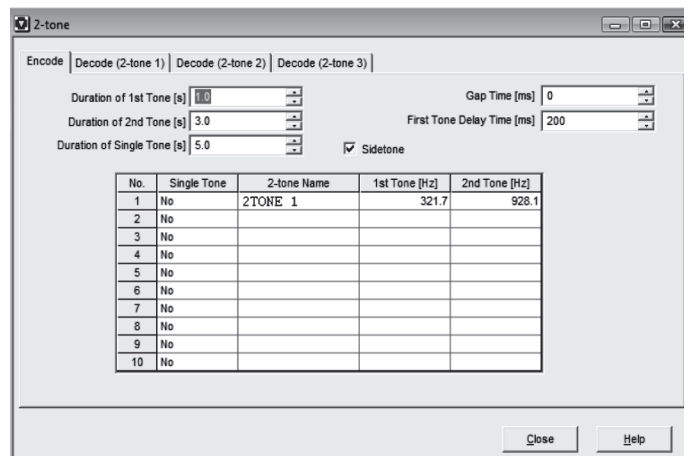 2-tone
Encode Decode (2-tone 1) Decode (2-tone 2) Decode (2-tone 3)
Duration of 1st Tone [s] 1.0 Gap Time [ms] 0
Duration of 2nd Tone [s] 3.0 First Tone Delay Time [ms] 200
Duration of Single Tone [s] 5.0 Sidetone
No. Single Tone 2-tone Name 1st Tone [Hz] 2nd Tone [Hz]
1 No 2TONE 1 321.7 928.1
2 No
3 No
4 No
5 No
6 No
7 No
8 No
9 No
10 No
Close Help